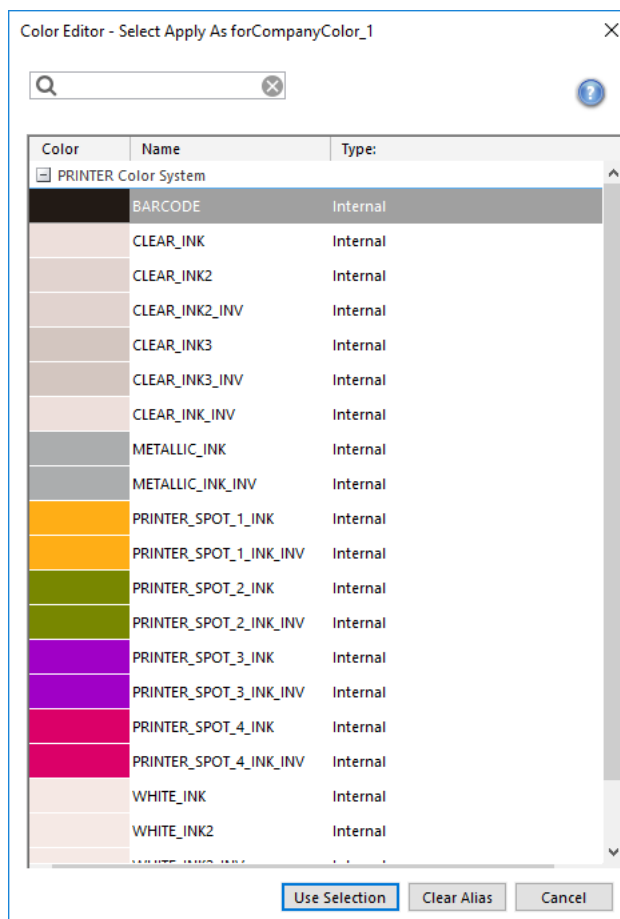 Color Editor - Select Apply As forCompanyColor_1
Color Name Type:
PRINTER Color System
BARCODE Internal
CLEAR_INK Internal
CLEAR_INK2 Internal
CLEAR_INK2_INV Internal
CLEAR_INK3 Internal
CLEAR_INK3_INV Internal
CLEAR_INK_INV Internal
METALLIC_INK Internal
METALLIC_INK_INV Internal
PRINTER_SPOT_1_INK Internal
PRINTER_SPOT_1_INK_INV Internal
PRINTER_SPOT_2_INK Internal
PRINTER_SPOT_2_INK_INV Internal
PRINTER_SPOT_3_INK Internal
PRINTER_SPOT_3_INK_INV Internal
PRINTER_SPOT_4_INK Internal
PRINTER_SPOT_4_INK_INV Internal
WHITE_INK Internal
WHITE_INK2 Internal
Use Selection Clear Alias Cancel